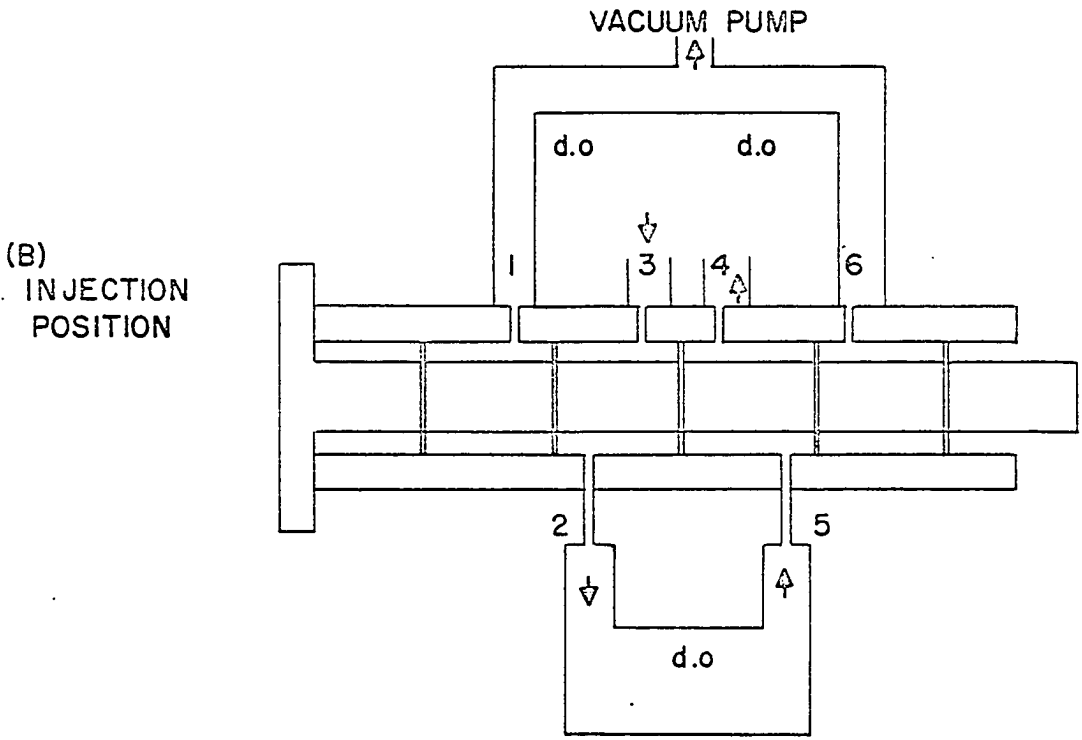 VACUUM PUMP
d.o d.o
(B)
INJECTION
POSITION
1 3 4 6
2 5
d.o